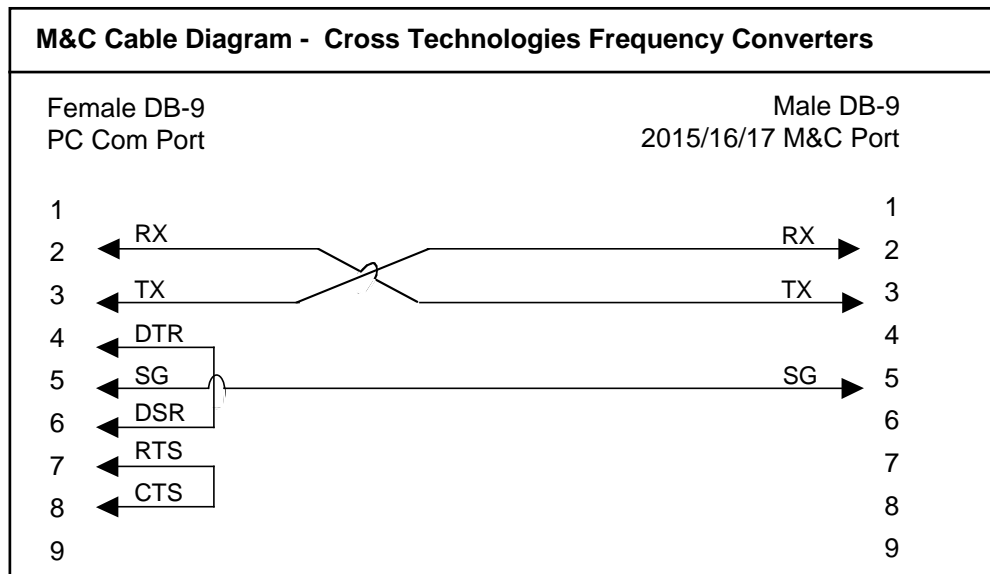 M&C Cable Diagram -  Cross Technologies Frequency Converters
Female DB-9
PC Com Port
Male DB-9
2015/16/17 M&C Port
1 1
2 RX RX 2
3 TX TX 3
4 DTR 4
5 SG SG 5
6 DSR 6
7 RTS 7
8 CTS 8
9 9